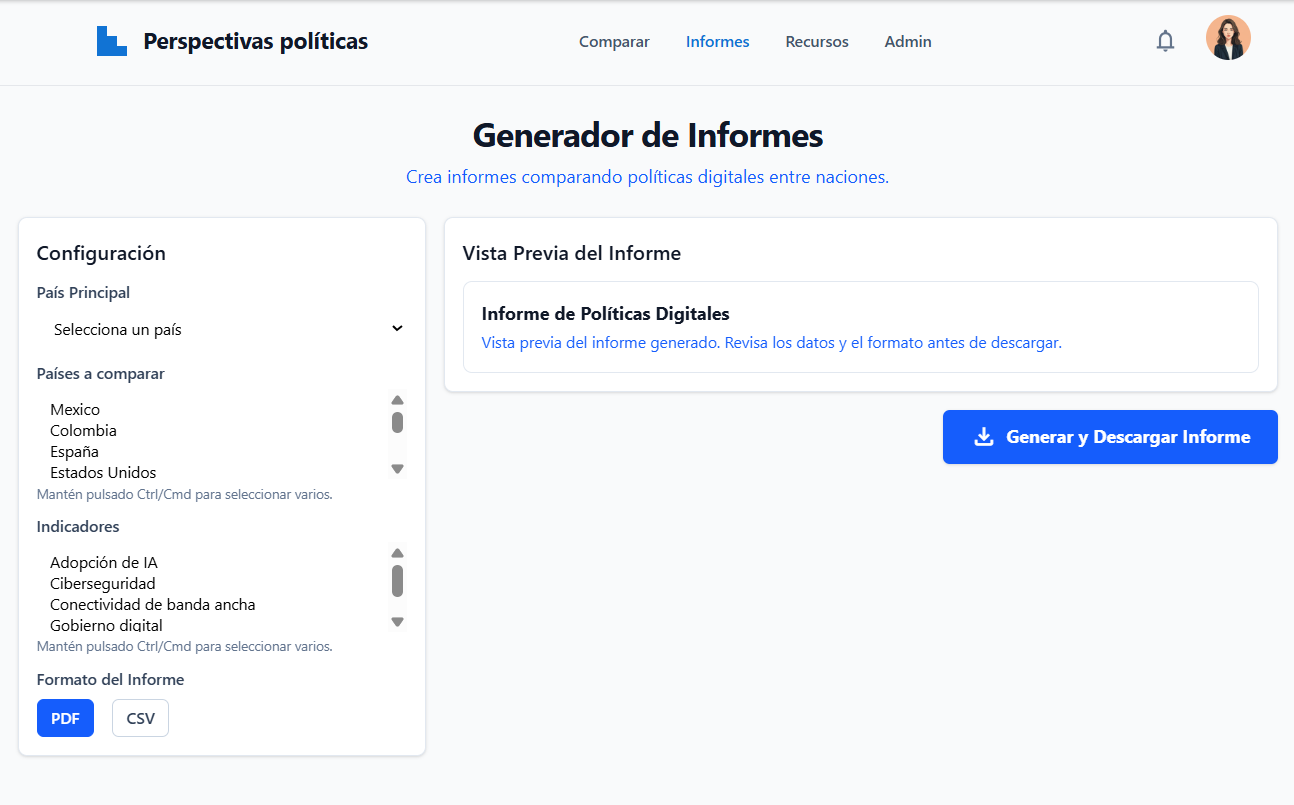 Perspectivas políticas
Comparar
Informes
Recursos
Admin
Generador de Informes
Crea informes comparando políticas digitales entre naciones.
Configuración
País Principal
Selecciona un país
Países a comparar
Mexico
Colombia
España
Estados Unidos
Mantén pulsado Ctrl/Cmd para seleccionar varios.
Indicadores
Adopción de IA
Ciberseguridad
Conectividad de banda ancha
Gobierno digital
Mantén pulsado Ctrl/Cmd para seleccionar varios.
Formato del Informe
PDF
CSV
Vista Previa del Informe
Informe de Políticas Digitales
Vista previa del informe generado. Revisa los datos y el formato antes de descargar.
Generar y Descargar Informe